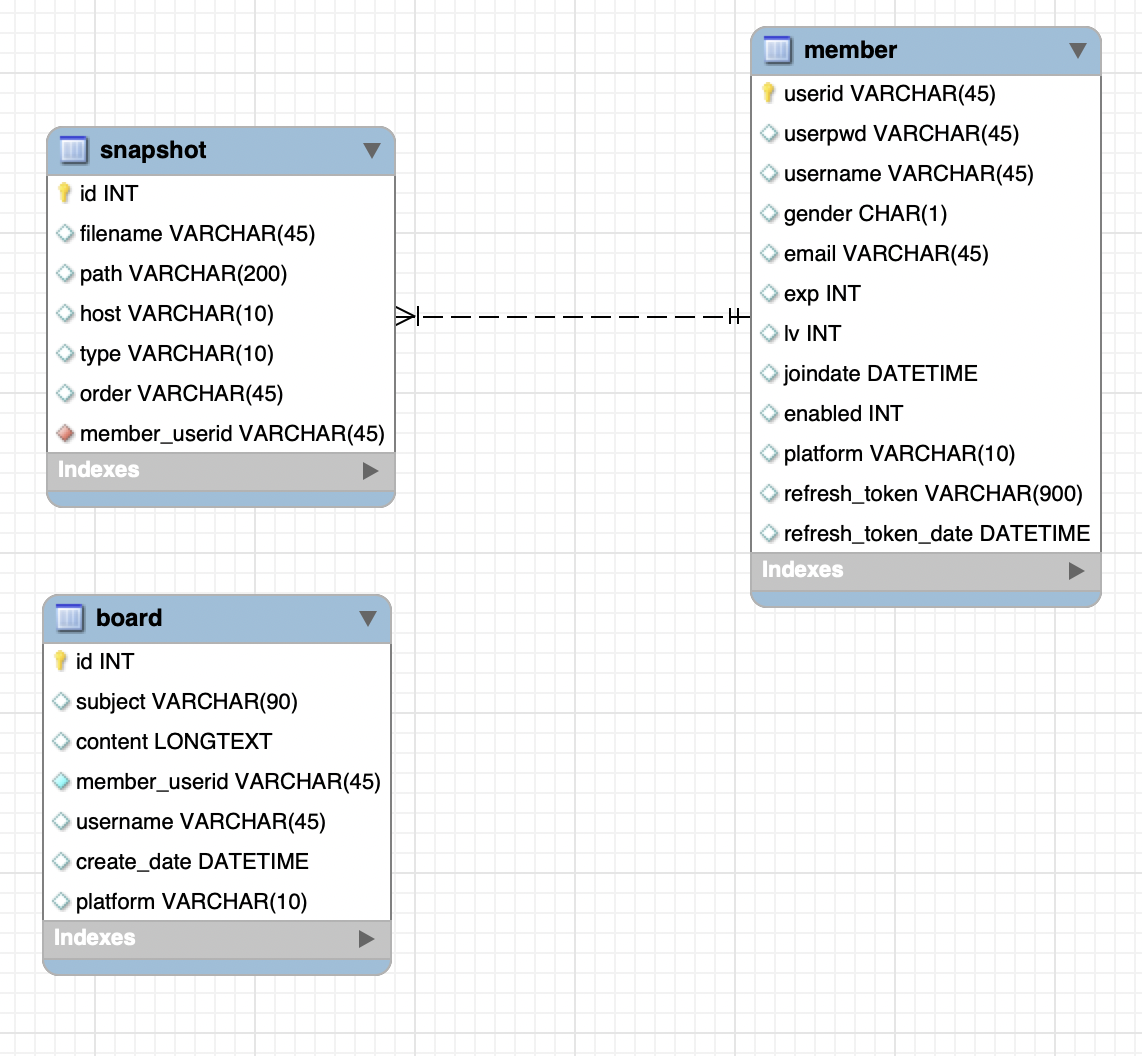 snapshot
id INT
filename VARCHAR(45)
path VARCHAR(200)
host VARCHAR(10)
type VARCHAR(10)
order VARCHAR(45)
member_userid VARCHAR(45)
Indexes
member
userid VARCHAR(45)
userpwd VARCHAR(45)
username VARCHAR(45)
gender CHAR(1)
email VARCHAR(45)
exp INT
lv INT
joindate DATETIME
enabled INT
platform VARCHAR(10)
refresh_token VARCHAR(900)
refresh_token_date DATETIME
Indexes
board
id INT
subject VARCHAR(90)
content LONGTEXT
member_userid VARCHAR(45)
username VARCHAR(45)
create_date DATETIME
platform VARCHAR(10)
Indexes